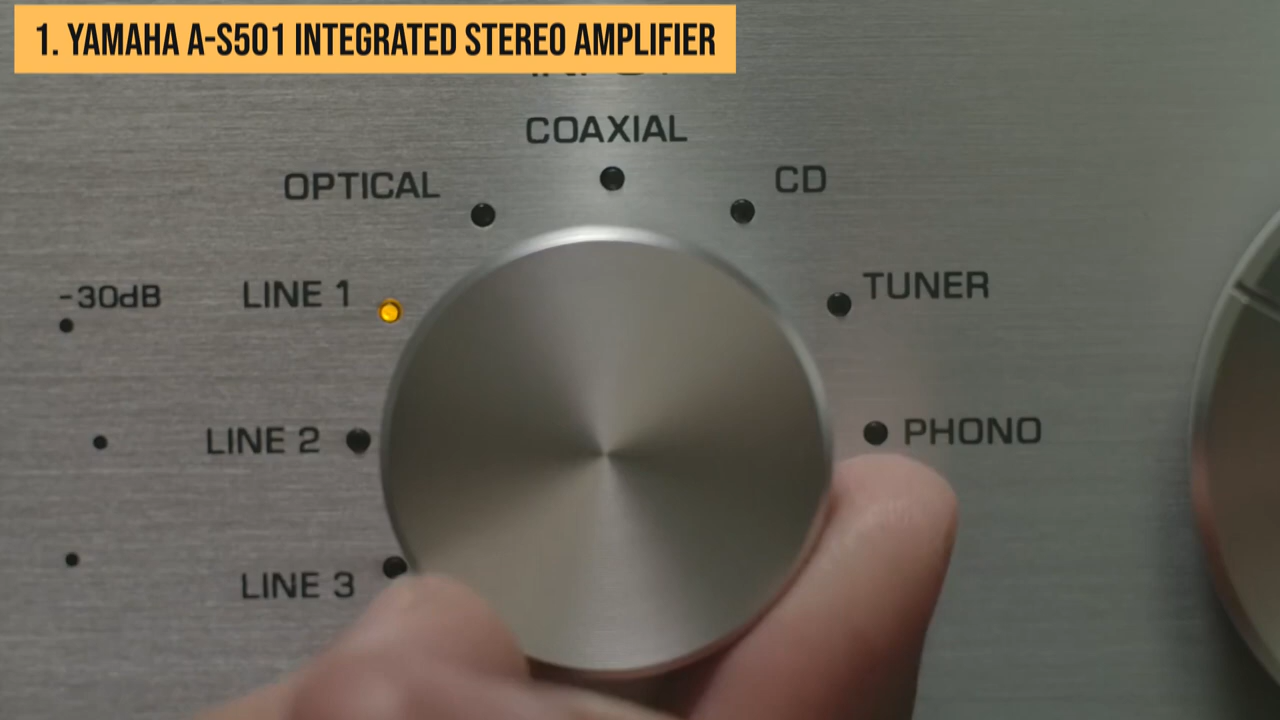 1. YAMAHA A-S501 INTEGRATED STEREO AMPLIFIER
COAXIAL
OPTICAL
CD
-30dB
LINE 1
TUNER
LINE 2
PHONO
LINE 3